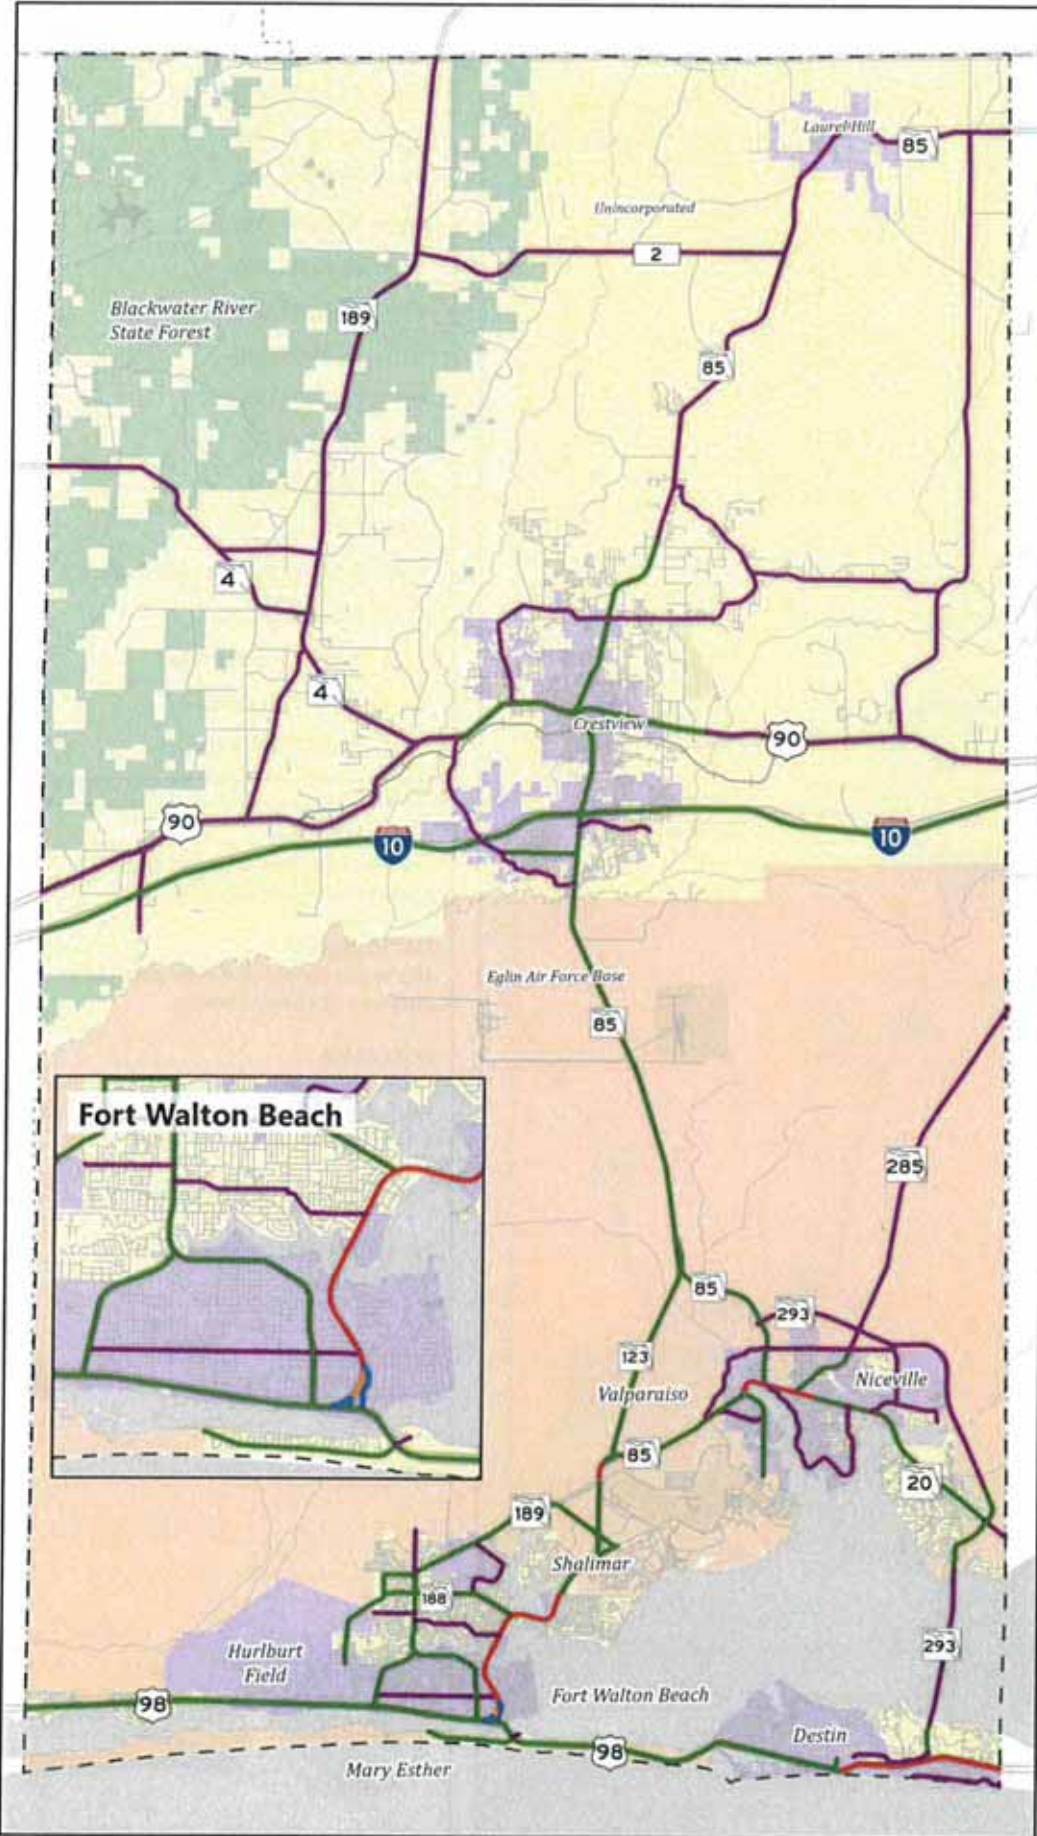 Laurel Hill
85
Unincorporated
2
Blackwater River
State Forest
189
85
4
4
Crestview
90
90
10
10
Eglin Air Force Base
85
Fort Walton Beach
285
85
293
123
Niceville
Valparaiso
85
20
189
Shalimar
188
Hurlburt
Field
293
98
Fort Walton Beach
Destin
98
Mary Esther